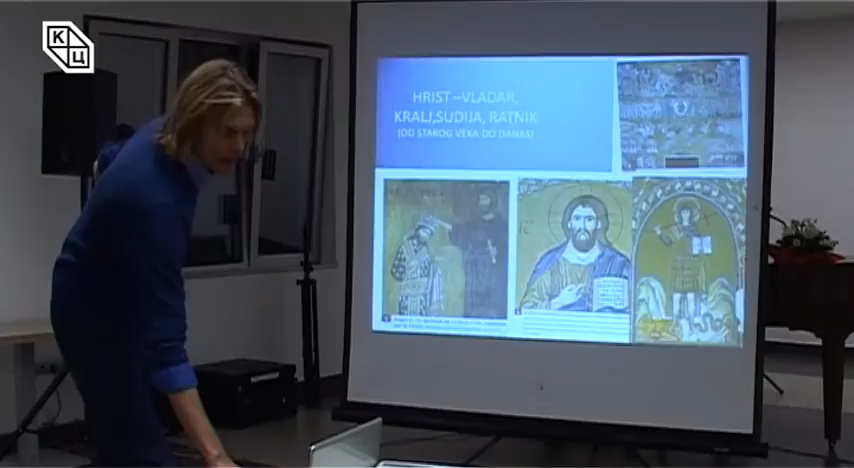 К
Ц
HRIST –VLADAR,
KRALJ,SUDIJA, RATNIK
(OD STAROG VEKA DO DANAS)